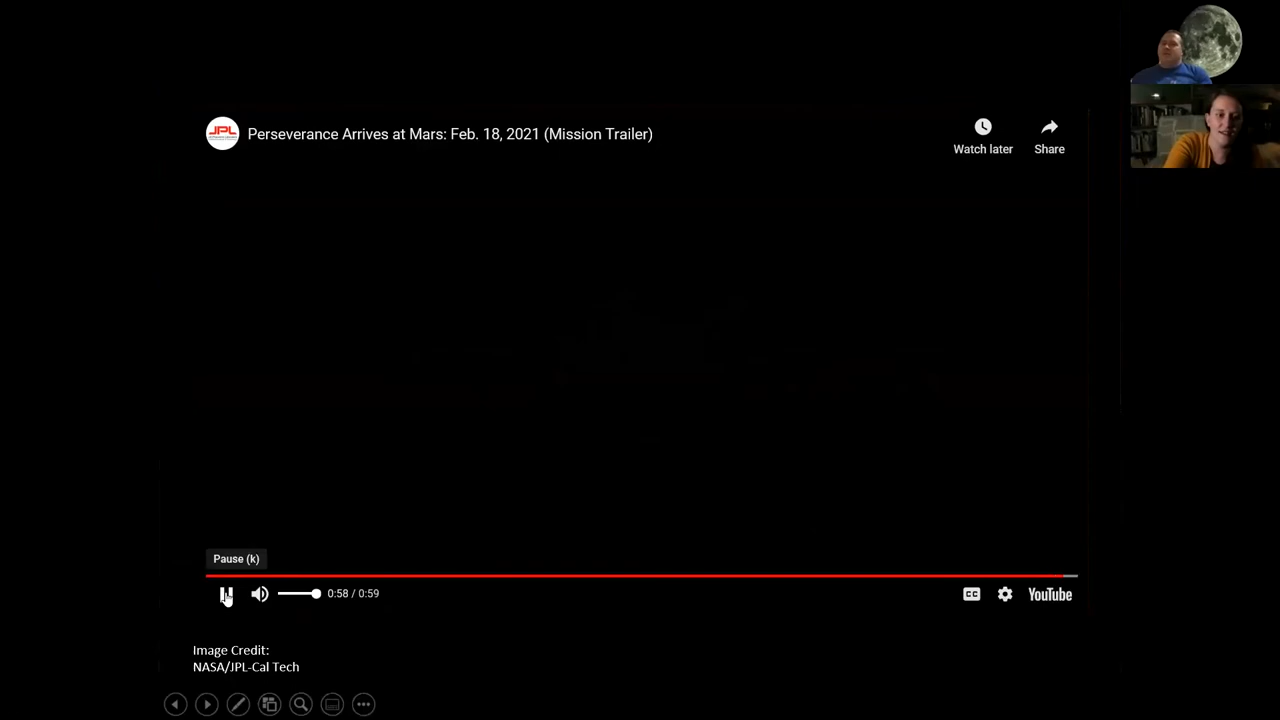 JPL
Perseverance Arrives at Mars: Feb. 18, 2021 (Mission Trailer)
Watch later
Share
Pause (k)
0:58 / 0:59
CC
YouTube
Image Credit:
NASA/JPL-Cal Tech